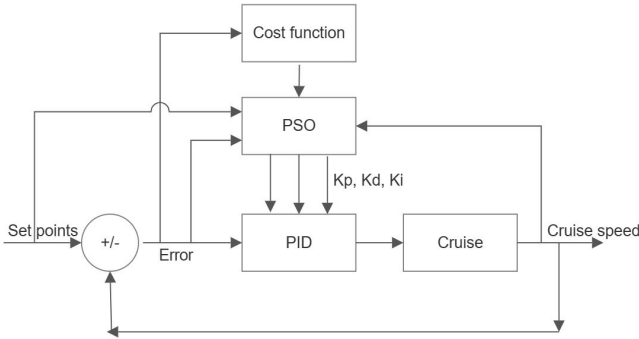 Cost function
PSO
Kp, Kd, Ki
Set points
+/-
Error
PID
Cruise
Cruise speed